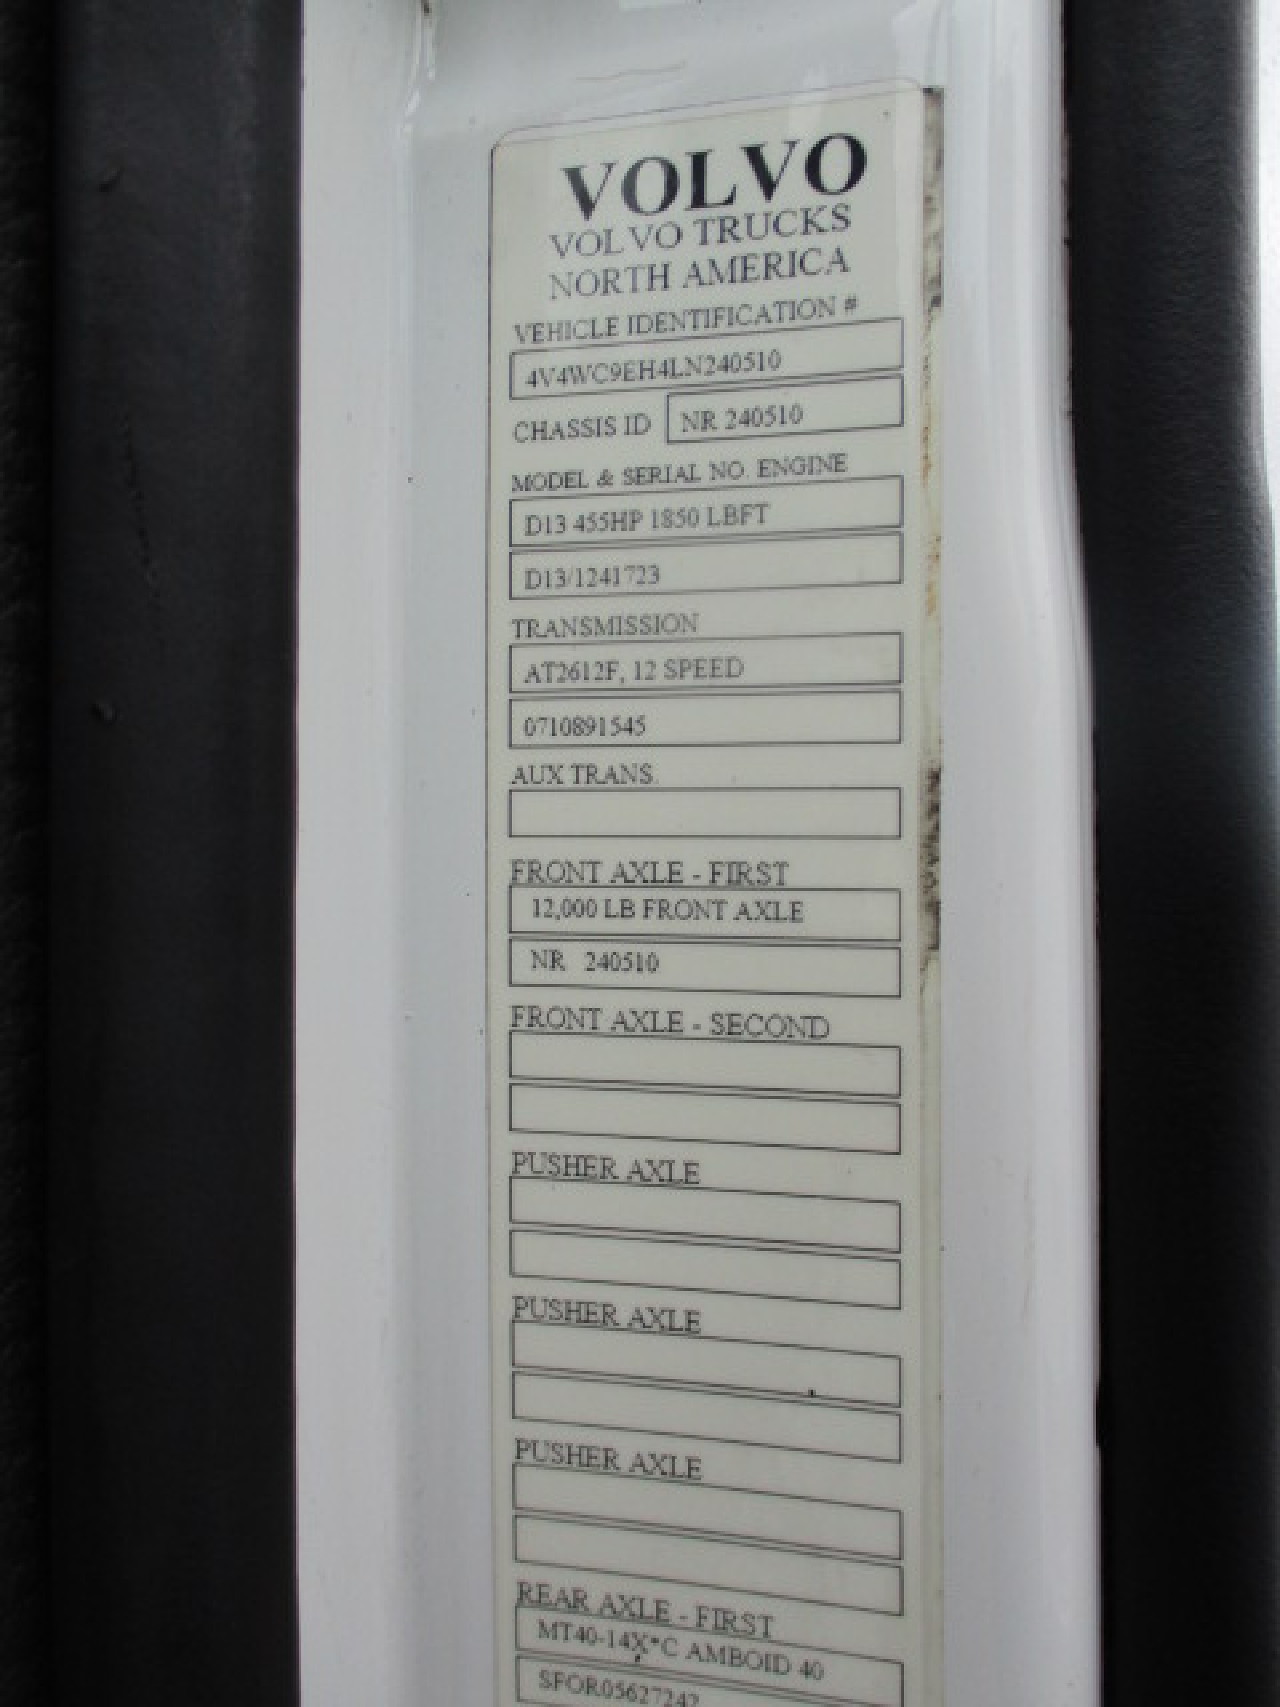 VOLVO
VOLVO TRUCKS
NORTH AMERICA
VEHICLE IDENTIFICATION #
4V4WC9EH4LN240510
CHASSIS ID NR 240510
MODEL & SERIAL NO. ENGINE
D13 455HP 1850 LBFT
D13/1241723
TRANSMISSION
AT2612F, 12 SPEED
0710891545
AUX TRANS.
FRONT AXLE - FIRST
12,000 LB FRONT AXLE
NR 240510
FRONT AXLE - SECOND
PUSHER AXLE
PUSHER AXLE
PUSHER AXLE
REAR AXLE - FIRST
MT40-14X*C AMBOID 40
SFOR05627242